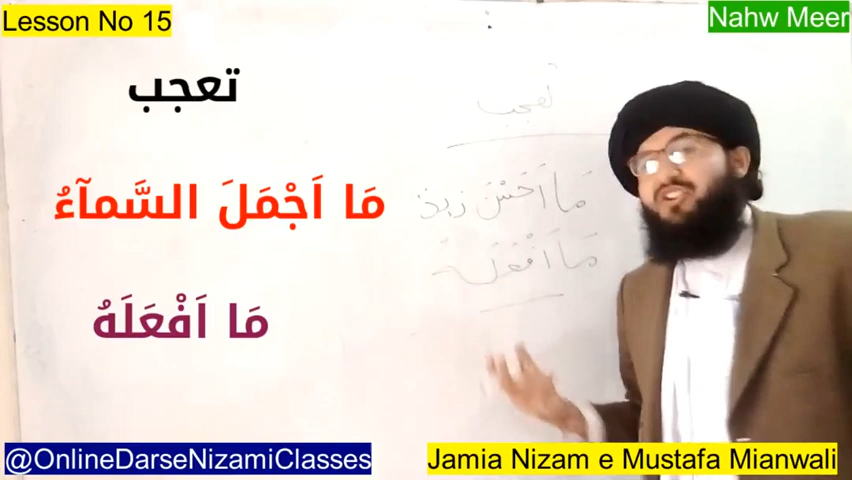 Lesson No 15
Nahw Meer
تعجب
مَا اَجْمَلَ السَّمآءُ
مَا اَفْعَلَهُ
تعجب
مَا اَحْسَنَ زیدٌ
مَا اَفْعَلَہ
@OnlineDarseNizamiClasses
Jamia Nizam e Mustafa Mianwali